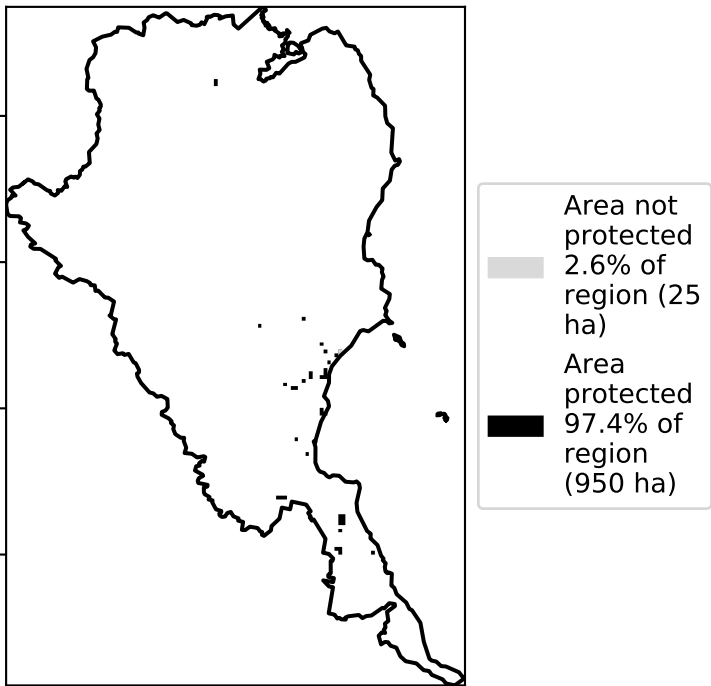 Area not
protected
2.6% of
region (25
ha)
Area
protected
97.4% of
region
(950 ha)